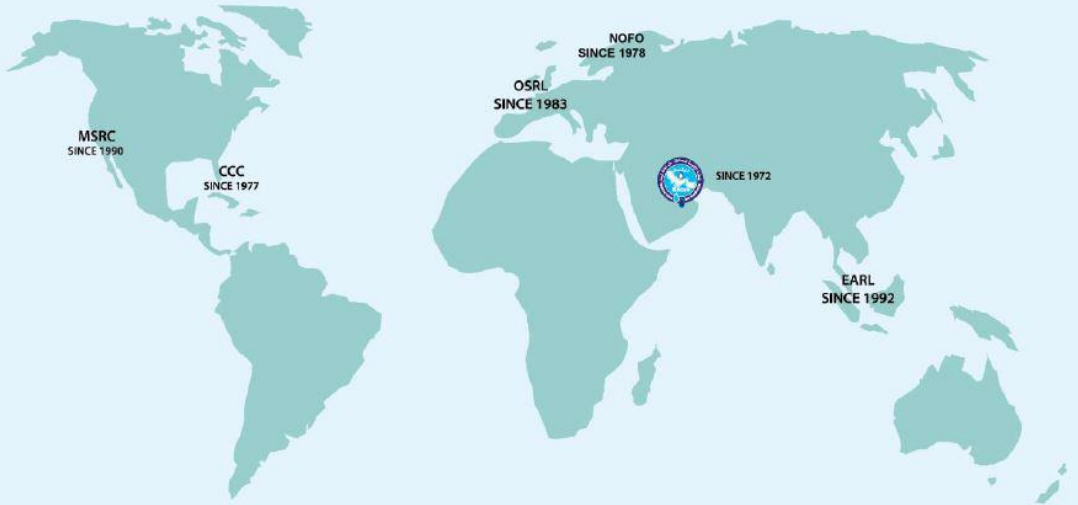 NOFO
SINCE 1978
OSRL
SINCE 1983
MSRC
SINCE 1990
CCC
SINCE 1977
SINCE 1972
EARL
SINCE 1992